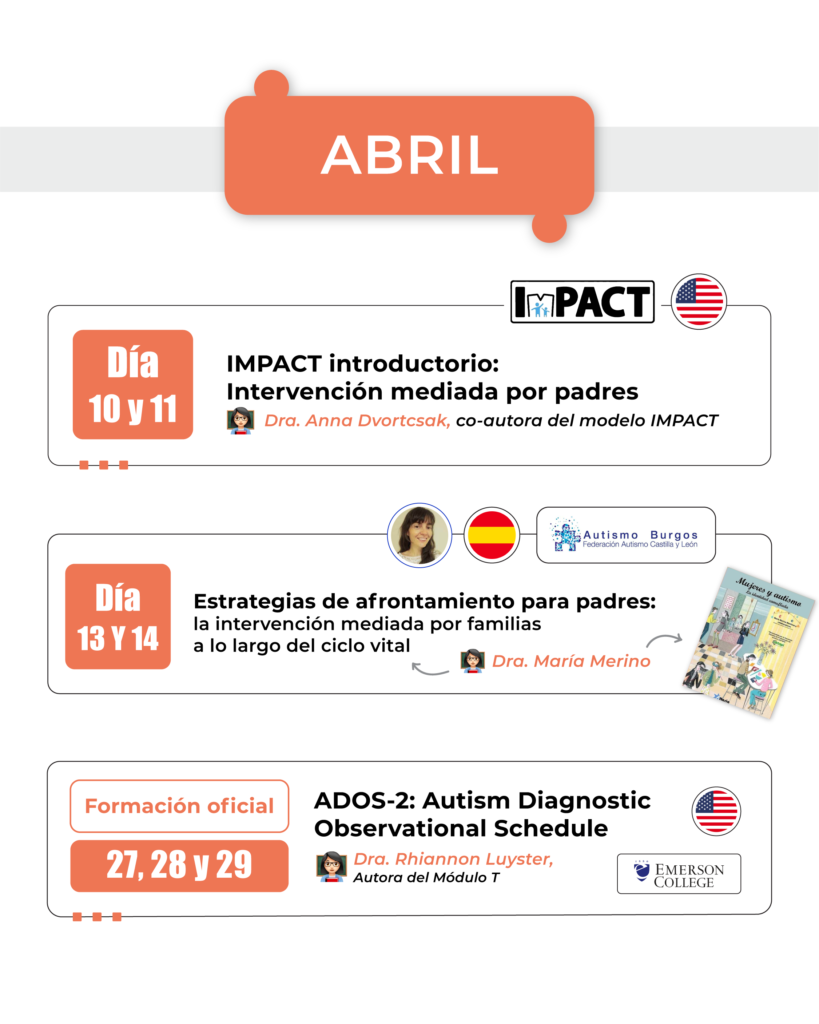 ABRIL
IMPACT
Día
10 y 11
IMPACT introductorio:
Intervención mediada por padres
Dra. Anna Dvortcsak, co-autora del modelo IMPACT
Autismo Burgos
Federación Autismo Castilla y León
Día
13 Y 14
Estrategias de afrontamiento para padres:
la intervención mediada por familias
a lo largo del ciclo vital
Dra. María Merino
Mujeres y autismo
La identidad camuflada
Formación oficial
27, 28 y 29
ADOS-2: Autism Diagnostic
Observational Schedule
Dra. Rhiannon Luyster,
Autora del Módulo T
EMERSON
COLLEGE